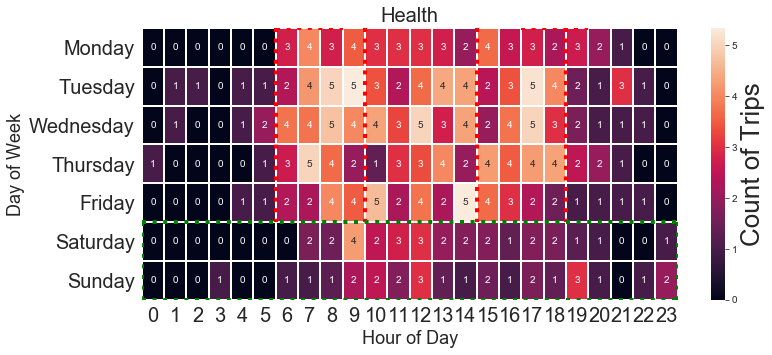 Health
Monday 0 0 0 0 0 0 3 4 3 4 3 3 3 3 2 4 3 3 2 3 2 1 0 0
Tuesday 0 1 1 0 1 1 2 4 5 5 3 2 4 4 4 2 3 5 4 2 1 3 1 0
Wednesday 0 1 0 0 1 2 4 4 5 4 4 3 5 3 4 2 4 5 3 2 1 1 1 0
Thursday 1 0 0 0 0 1 3 5 4 2 1 3 3 4 2 4 4 4 4 2 2 1 0 0
Friday 0 0 0 0 1 1 2 2 4 4 5 2 4 2 5 4 3 2 2 1 1 1 1 0
Saturday 0 0 0 0 0 0 0 2 2 4 2 3 3 2 2 2 1 2 2 1 1 0 0 1
Sunday 0 0 0 1 0 0 1 1 1 2 2 2 3 1 1 2 1 2 1 3 1 0 1 2
0 1 2 3 4 5 6 7 8 9 10 11 12 13 14 15 16 17 18 19 20 21 22 23
Hour of Day
Day of Week
5
4
3
2
1
0
Count of Trips